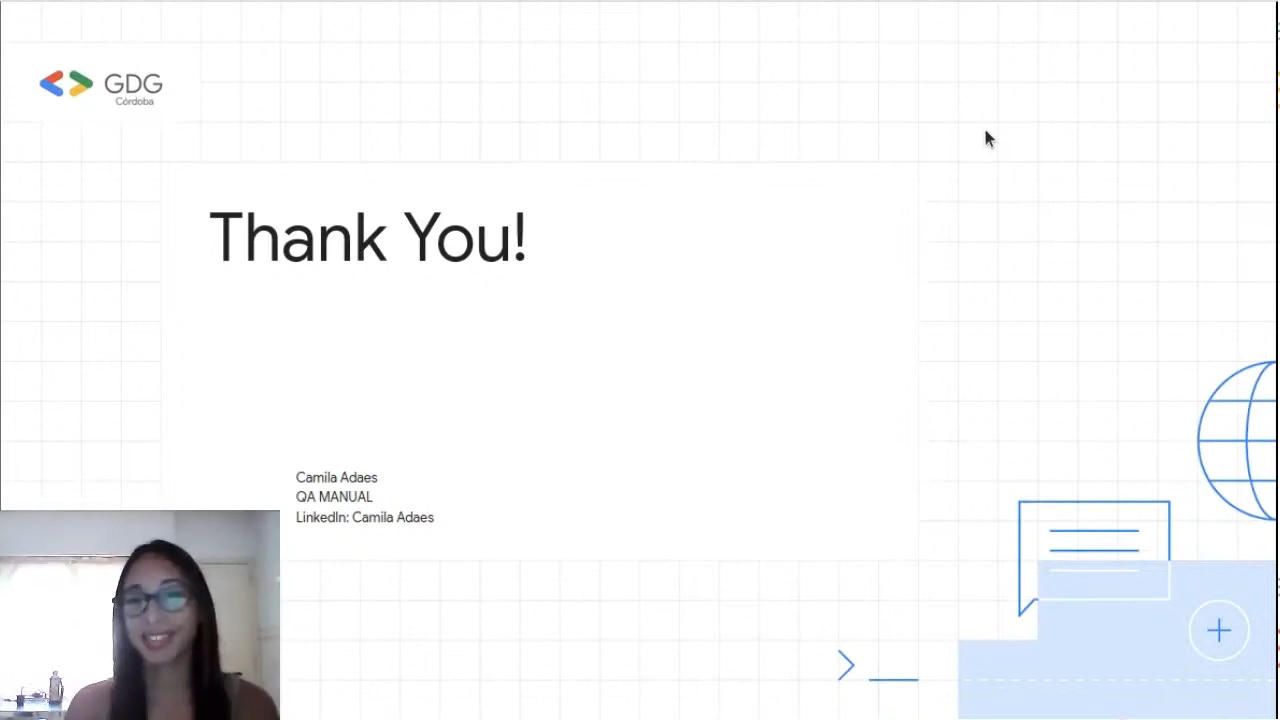 GDG
Córdoba
Thank You!
Camila Adaes
QA MANUAL
LinkedIn: Camila Adaes